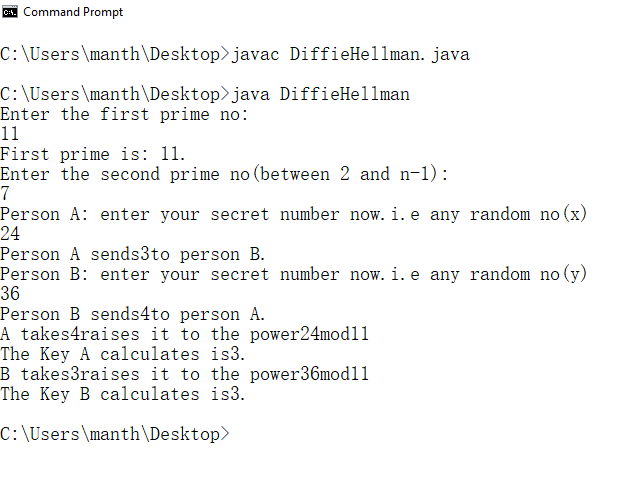 Command Prompt
C:\Users\manth\Desktop>javac DiffieHellman.java
C:\Users\manth\Desktop>java DiffieHellman
Enter the first prime no:
11
First prime is: 11.
Enter the second prime no(between 2 and n-1):
7
Person A: enter your secret number now.i.e any random no(x)
24
Person A sends3to person B.
Person B: enter your secret number now.i.e any random no(y)
36
Person B sends4to person A.
A takes4raises it to the power24mod11
The Key A calculates is3.
B takes3raises it to the power36mod11
The Key B calculates is3.
C:\Users\manth\Desktop>